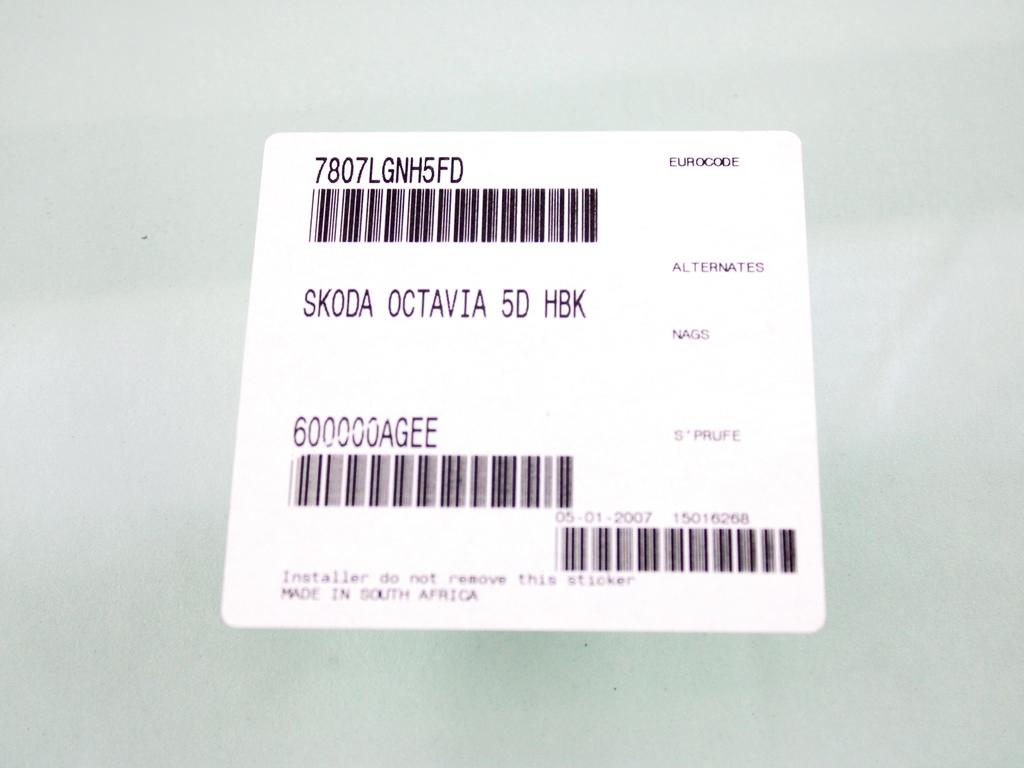 7807LGNH5FD
EUROCODE
ALTERNATES
SKODA OCTAVIA 5D HBK
NAGS
600000AGEE
S'PRUFE
05-01-2007 15016268
Installer do not remove this sticker
MADE IN SOUTH AFRICA